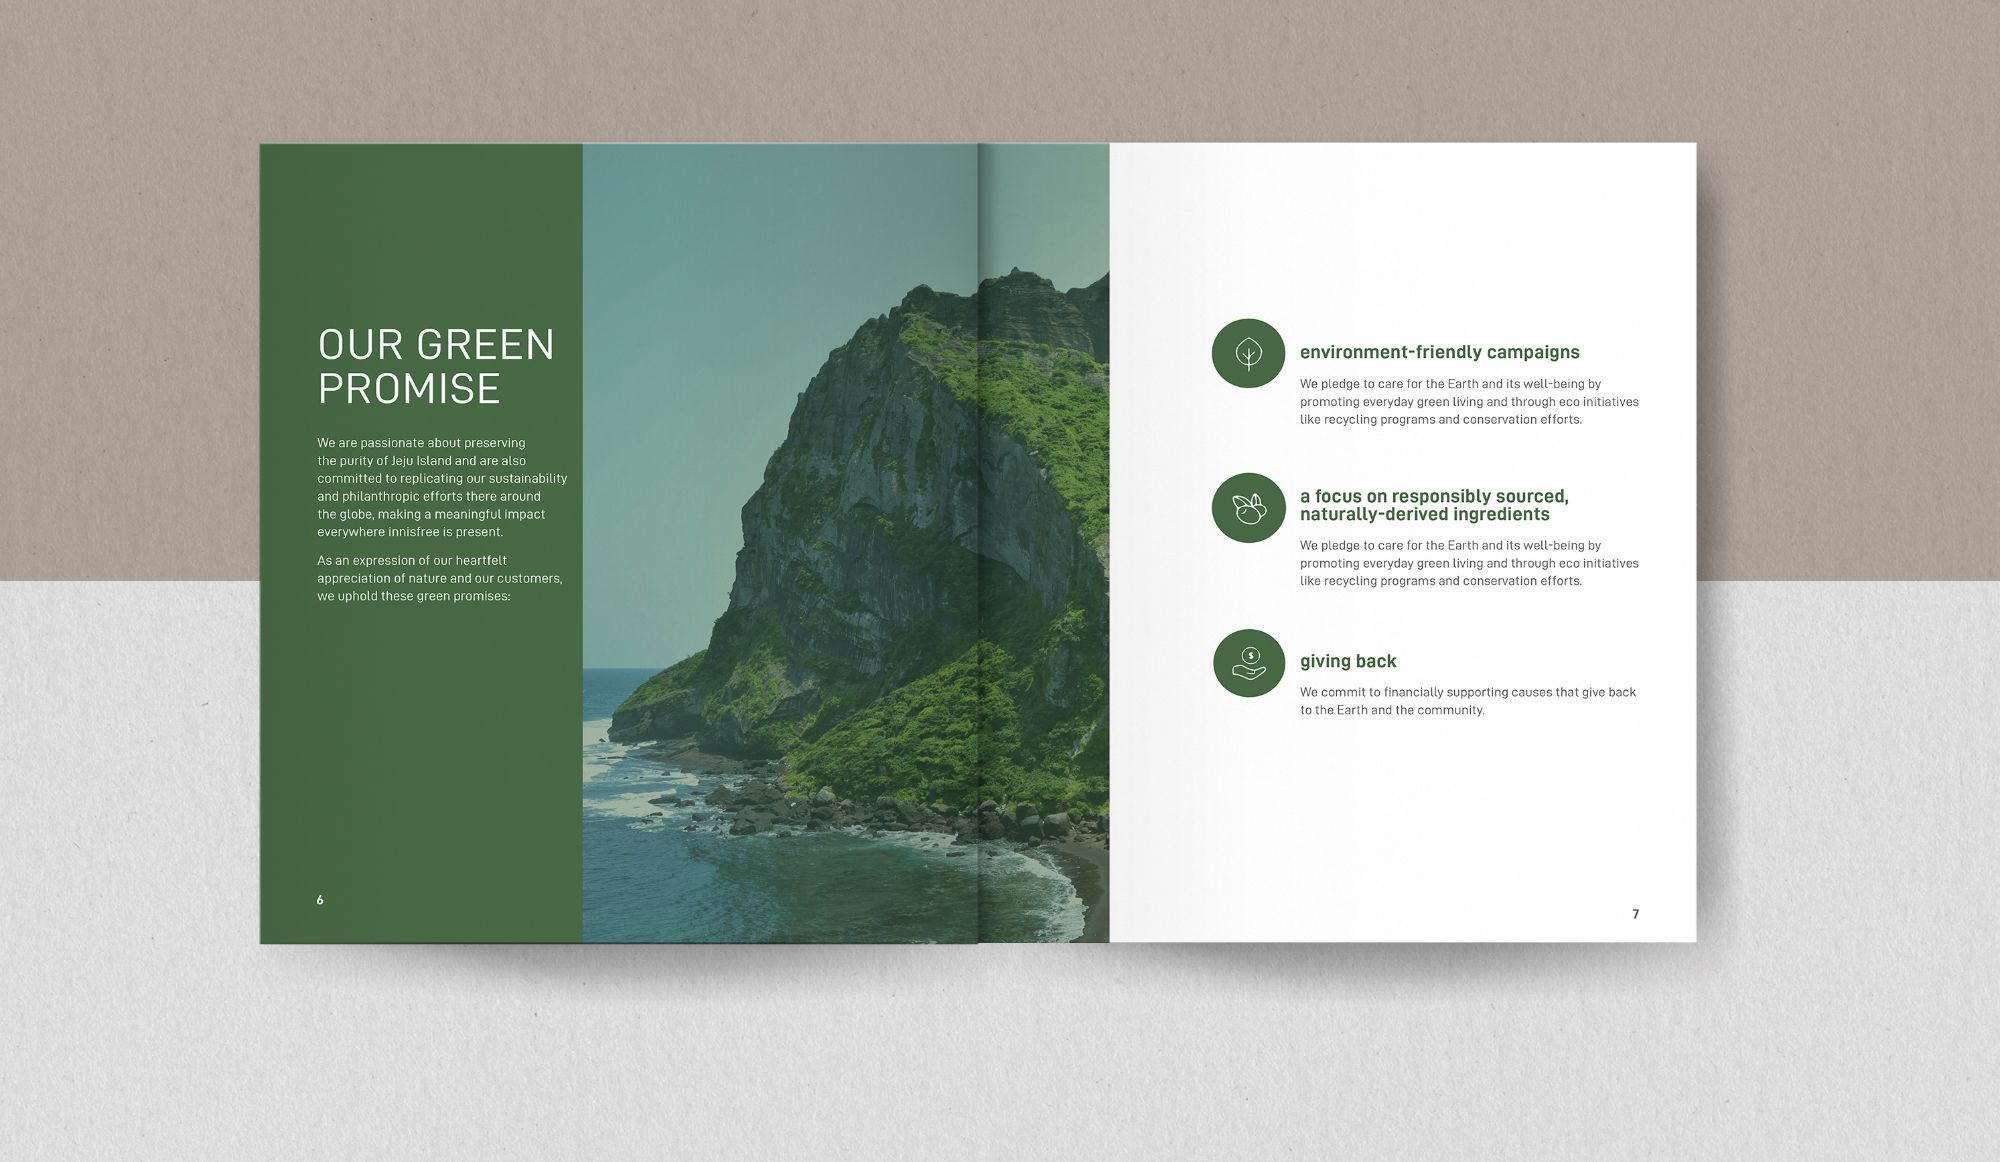 OUR GREEN
PROMISE
We are passionate about preserving
the purity of Jeju Island and are also
committed to replicating our sustainability
and philanthropic efforts there around
the globe, making a meaningful impact
everywhere innisfree is present.
As an expression of our heartfelt
appreciation of nature and our customers,
we uphold these green promises:
6
environment-friendly campaigns
We pledge to care for the Earth and its well-being by
promoting everyday green living and through eco initiatives
like recycling programs and conservation efforts.
a focus on responsibly sourced,
naturally-derived ingredients
We pledge to care for the Earth and its well-being by
promoting everyday green living and through eco initiatives
like recycling programs and conservation efforts.
$
giving back
We commit to financially supporting causes that give back
to the Earth and the community.
7